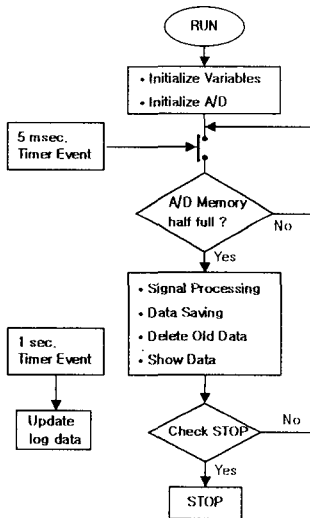 RUN
• Initialize Variables
• Initialize A/D
5 msec,
Timer Event
A/D Memory
half full ?
No
Yes
• Signal Processing
• Data Saving
• Delete Old Data
• Show Data
1 sec,
Timer Event
Update
log data
Check STOP
No
Yes
STOP